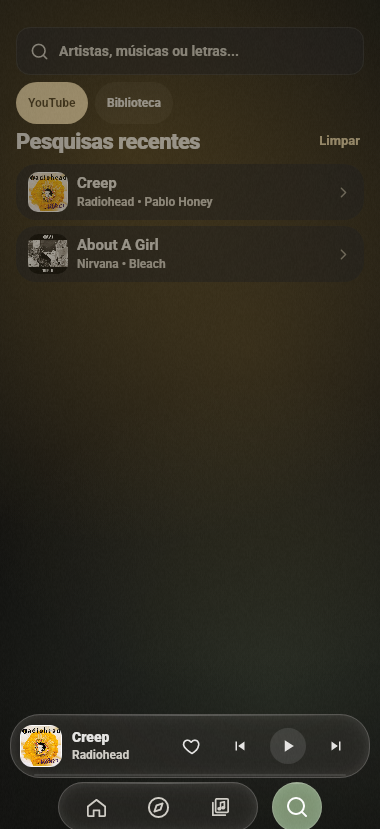 Artistas, músicas ou letras...
YouTube
Biblioteca
Pesquisas recentes
Limpar
Creep
Radiohead • Pablo Honey
About A Girl
Nirvana • Bleach
Creep
Radiohead